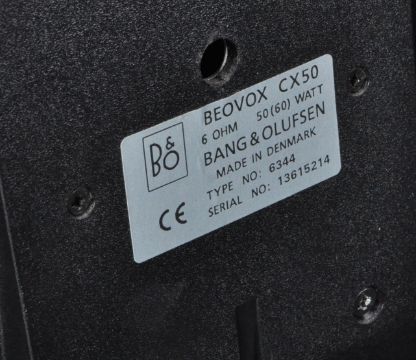 B&O
BEOVOX CX50
6 OHM 50(60) WATT
BANG & OLUFSEN
MADE IN DENMARK
TYPE NO: 6344
SERIAL NO: 13615214
CE